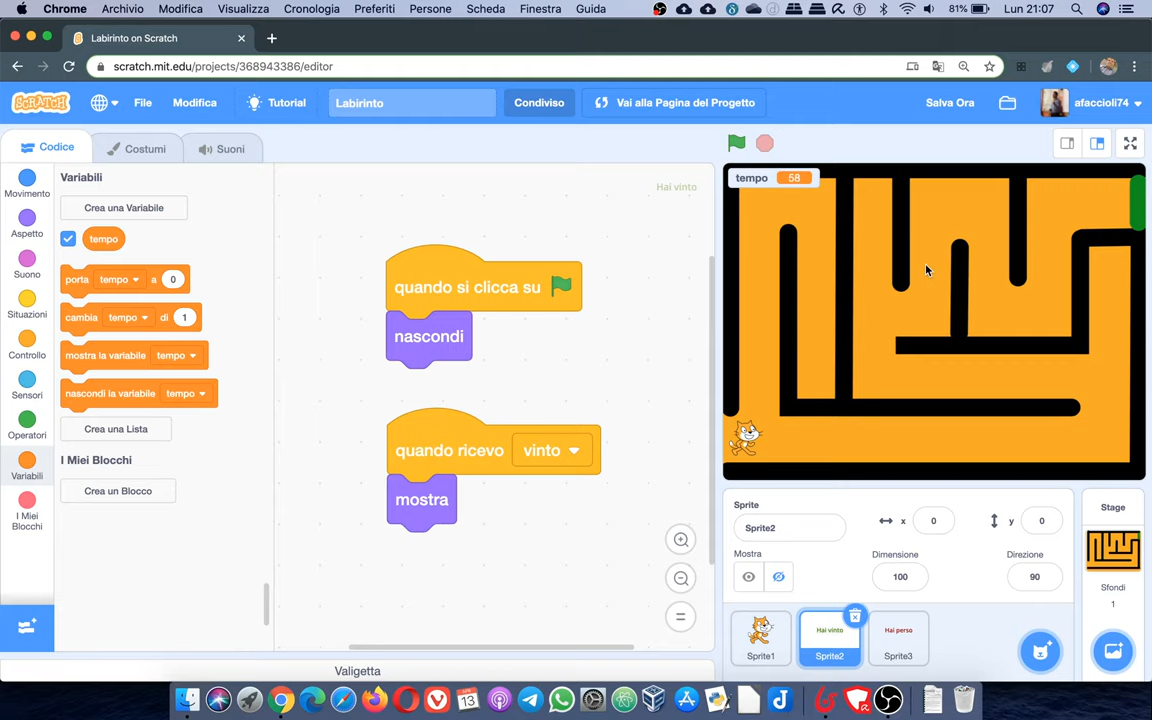 Chrome Archivio Modifica Visualizza Cronologia Preferiti Persone Scheda Finestra Guida 81% Lun 21:07
Labirinto on Scratch
scratch.mit.edu/projects/368943386/editor
SCRATCH File Modifica Tutorial Labirinto Condiviso Vai alla Pagina del Progetto Salva Ora afaccioli74
Codice Costumi Suoni
Movimento
Aspetto
Suono
Situazioni
Controllo
Sensori
Operatori
Variabili
I Miei
Blocchi
Variabili
Crea una Variabile
tempo
porta tempo a 0
cambia tempo di 1
mostra la variabile tempo
nascondi la variabile tempo
Crea una Lista
I Miei Blocchi
Crea un Blocco
Hai vinto
quando si clicca su
nascondi
quando ricevo vinto
mostra
Valigetta
tempo 58
Sprite
Sprite2
x 0 y 0
Mostra
Dimensione
100
Direzione
90
Sprite1
Hai vinto
Sprite2
Hai perso
Sprite3
Stage
Sfondi
1
APR
13